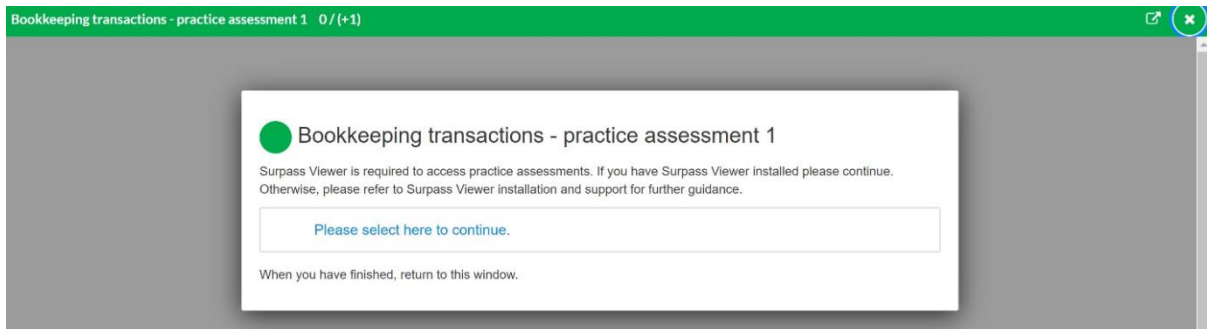 Bookkeeping transactions - practice assessment 1 0 / (+1)
Bookkeeping transactions - practice assessment 1
Surpass Viewer is required to access practice assessments. If you have Surpass Viewer installed please continue.
Otherwise, please refer to Surpass Viewer installation and support for further guidance.
Please select here to continue.
When you have finished, return to this window.